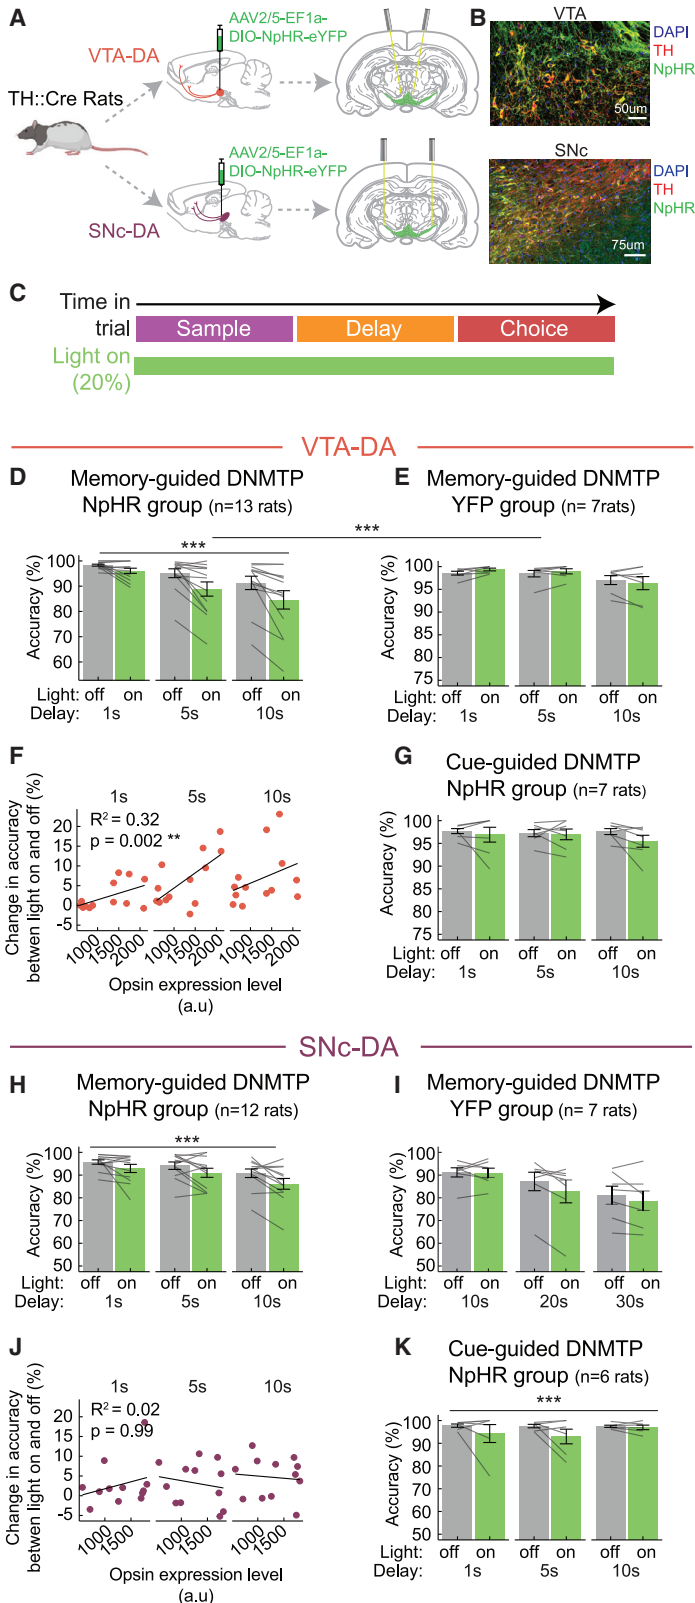 A
TH::Cre Rats
VTA-DA
AAV2/5-EF1a-
DIO-NpHR-eYFP
SNc-DA
AAV2/5-EF1a-
DIO-NpHR-eYFP
B
VTA
DAPI
TH
NpHR
50um
SNc
DAPI
TH
NpHR
75um
C
Time in
trial
Sample
Delay
Choice
Light on
(20%)
VTA-DA
D
Memory-guided DNMTP
NpHR group (n=13 rats)
***
***
Accuracy (%)
100
90
80
70
60
Light: off on off on off on
Delay: 1s 5s 10s
E
Memory-guided DNMTP
YFP group (n= 7rats)
Accuracy (%)
100
95
90
85
80
75
Light: off on off on off on
Delay: 1s 5s 10s
F
1s 5s 10s
R² = 0.32
p = 0.002 **
Change in accuracy
betwen light on and off (%)
20
15
10
5
0
-5
1000 1500 2000 1000 1500 2000 1000 1500 2000
Opsin expression level
(a.u)
G
Cue-guided DNMTP
NpHR group (n=7 rats)
Accuracy (%)
100
95
90
85
80
75
Light: off on off on off on
Delay: 1s 5s 10s
SNc-DA
H
Memory-guided DNMTP
NpHR group (n=12 rats)
***
Accuracy (%)
100
90
80
70
60
50
Light: off on off on off on
Delay: 1s 5s 10s
I
Memory-guided DNMTP
YFP group (n= 7 rats)
Accuracy (%)
100
90
80
70
60
50
Light: off on off on off on
Delay: 10s 20s 30s
J
1s 5s 10s
R² = 0.02
p = 0.99
Change in accuracy
betwen light on and off (%)
20
15
10
5
0
-5
1000 1500 1000 1500 1000 1500
Opsin expression level
(a.u)
K
Cue-guided DNMTP
NpHR group (n=6 rats)
***
Accuracy (%)
100
90
80
70
60
50
Light: off on off on off on
Delay: 1s 5s 10s